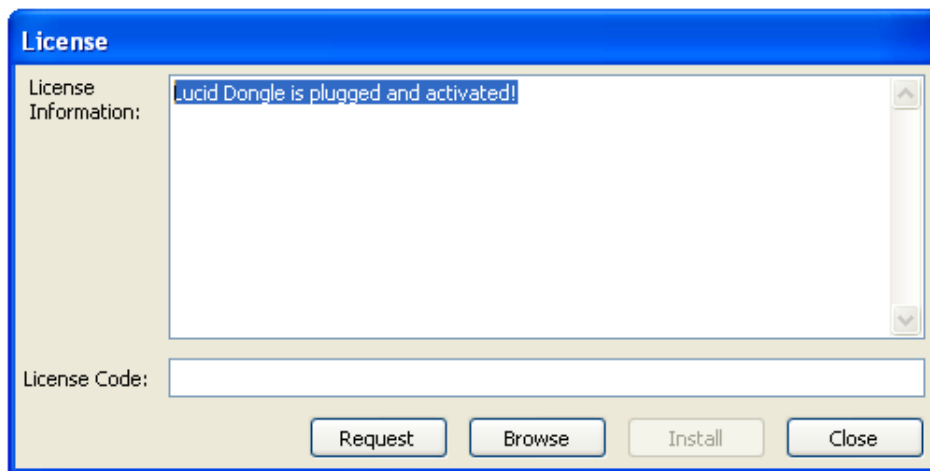 License
License
Information:
Lucid Dongle is plugged and activated!
License Code:
Request
Browse
Install
Close